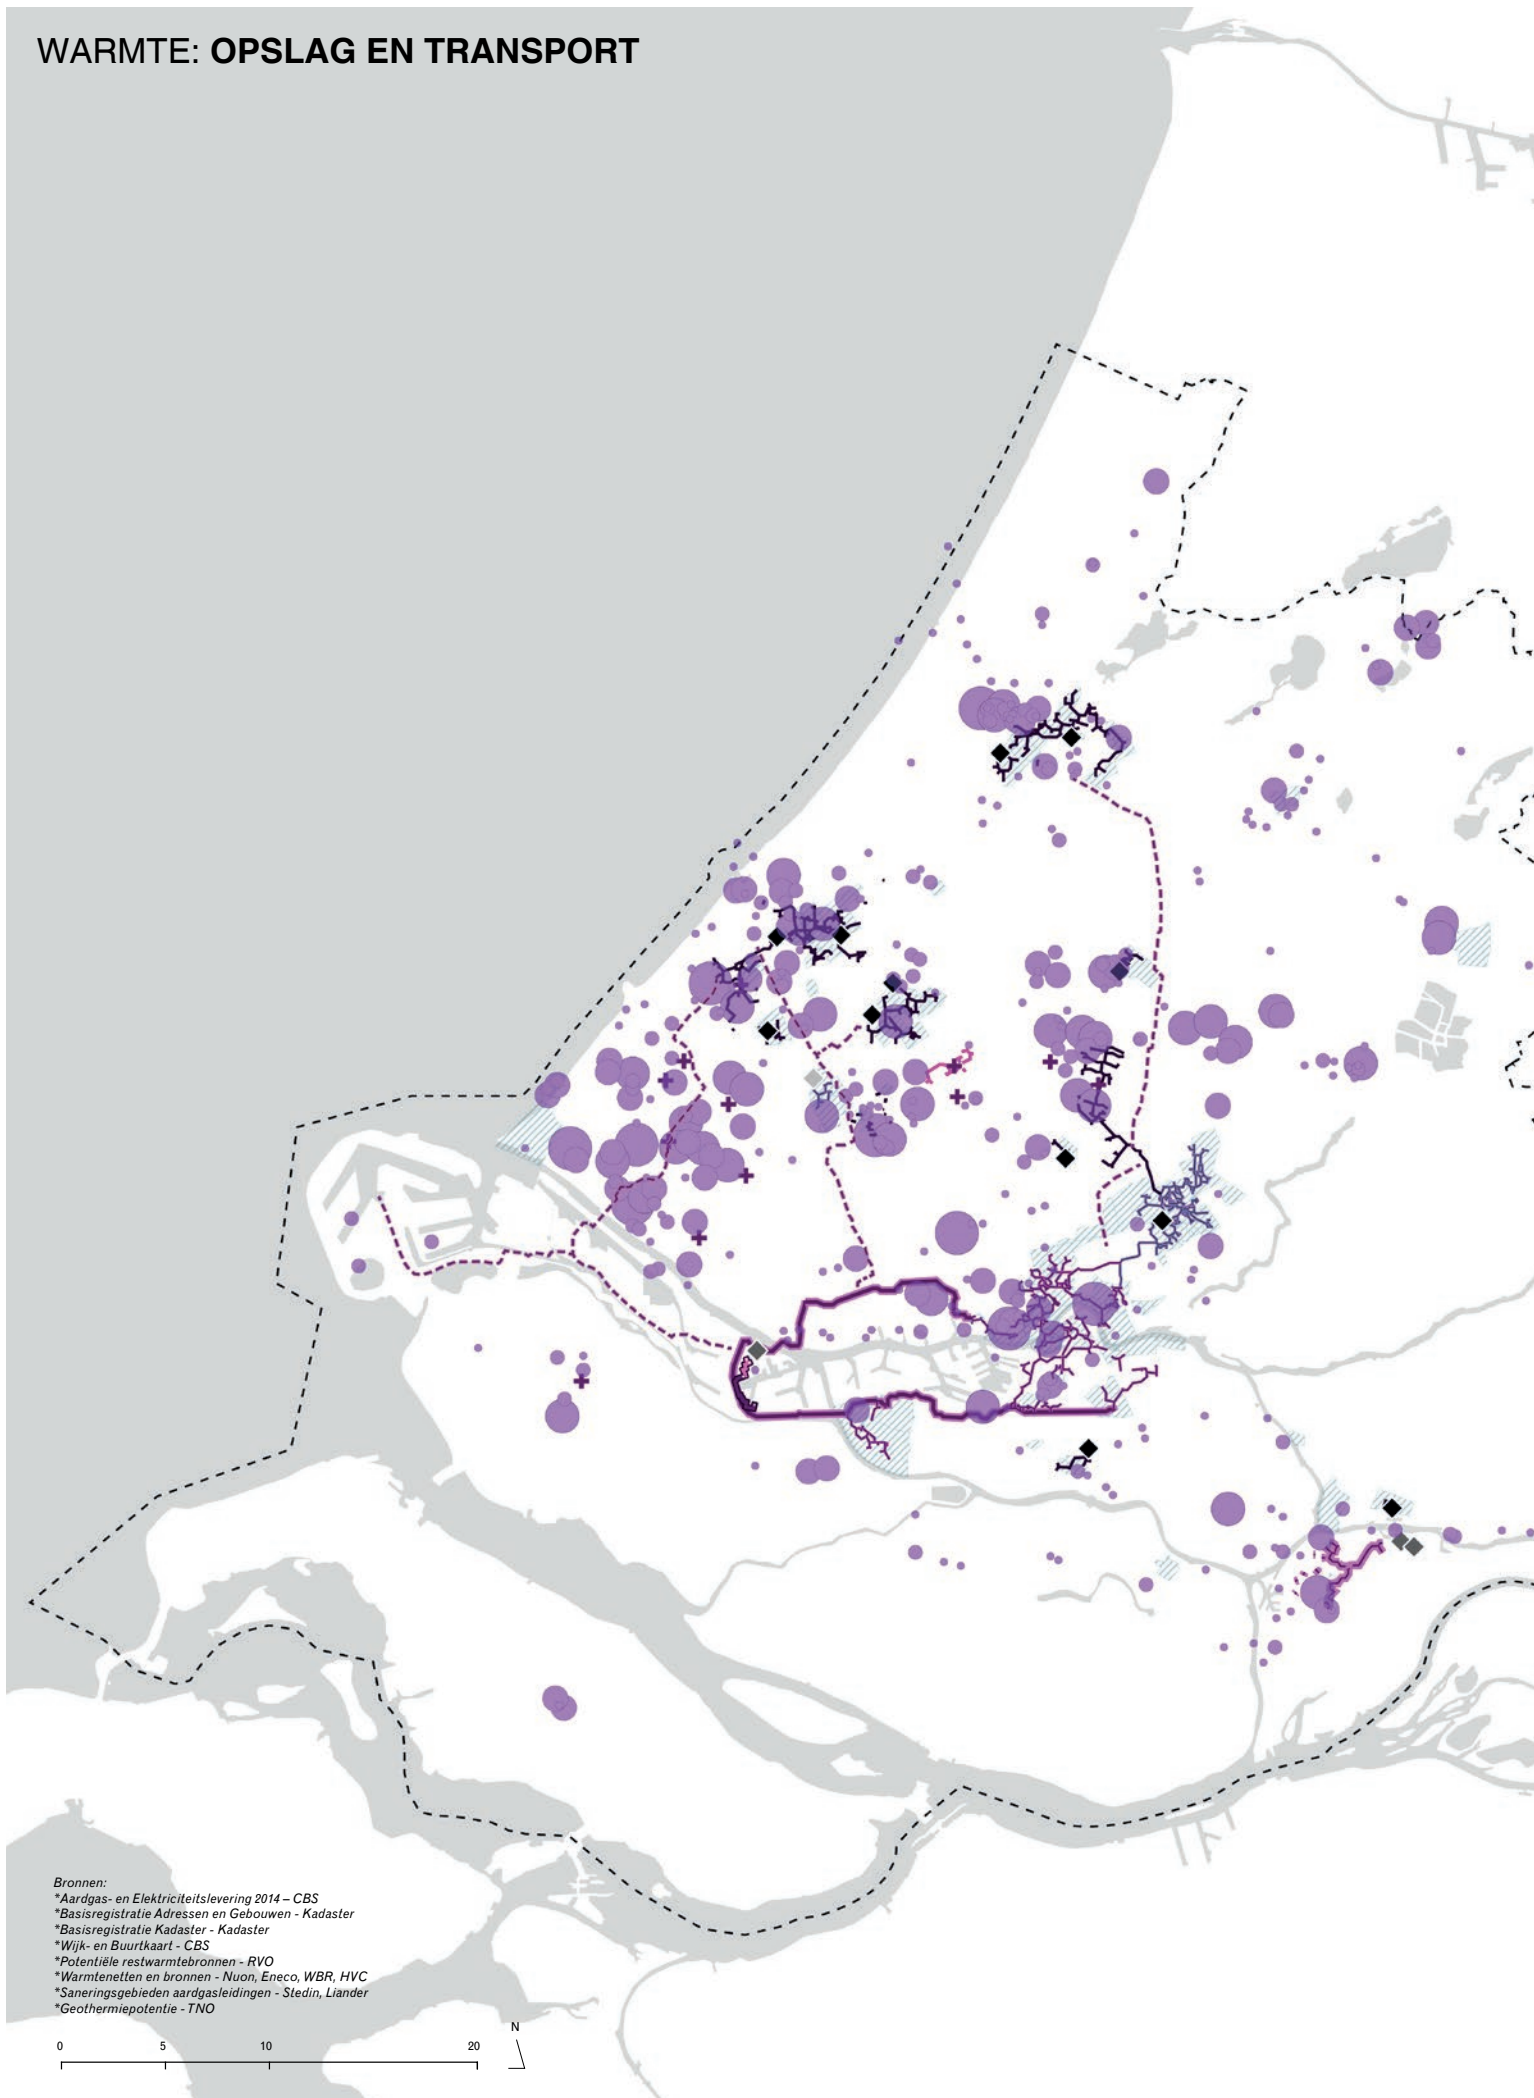 WARMTE: OPSLAG EN TRANSPORT
Bronnen:
*Aardgas- en Elektriciteitslevering 2014 – CBS
*Basisregistratie Adressen en Gebouwen - Kadaster
*Basisregistratie Kadaster - Kadaster
*Wijk- en Buurtkaart - CBS
*Potentiële restwarmtebronnen - RVO
*Warmtenetten en bronnen - Nuon, Eneco, WBR, HVC
*Saneringsgebieden aardgasleidingen - Stedin, Liander
*Geothermiepotentie - TNO
N
0 5 10 20